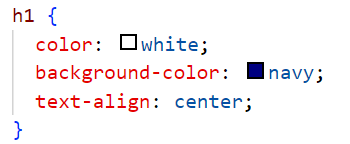 h1 {
color: white;
background-color: navy;
text-align: center;
}